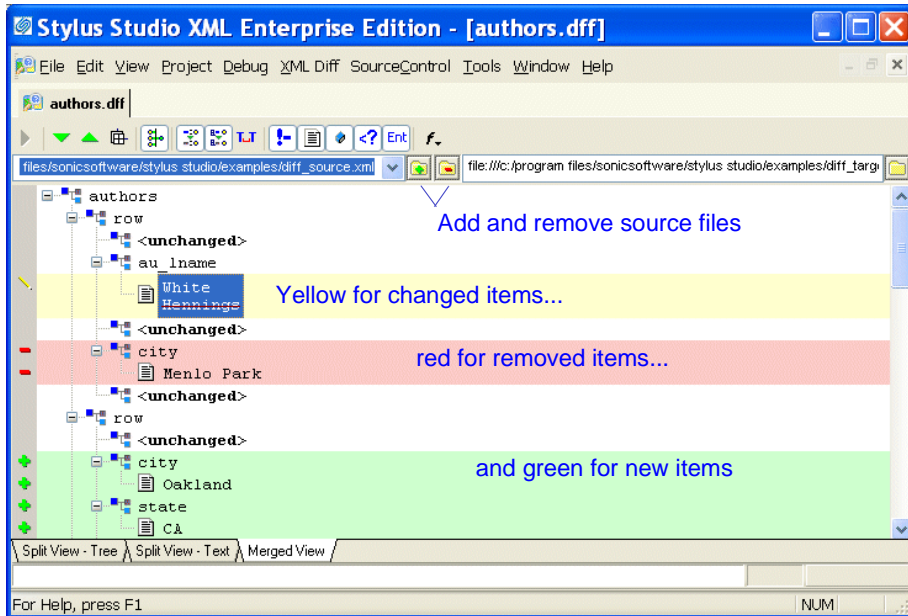 Stylus Studio XML Enterprise Edition - [authors.dff]
File Edit View Project Debug XML Diff SourceControl Tools Window Help
authors.dff
TxT !- <? Ent f
files/sonicsoftware/stylus studio/examples/diff_source.xml file:///c:/program files/sonicsoftware/stylus studio/examples/diff_targ
authors
Add and remove source files
row
<unchanged>
au_lname
White
Hennings
Yellow for changed items...
<unchanged>
city
red for removed items...
Menlo Park
<unchanged>
row
<unchanged>
city
and green for new items
Oakland
state
CA
Split View - Tree Split View - Text Merged View
For Help, press F1 NUM